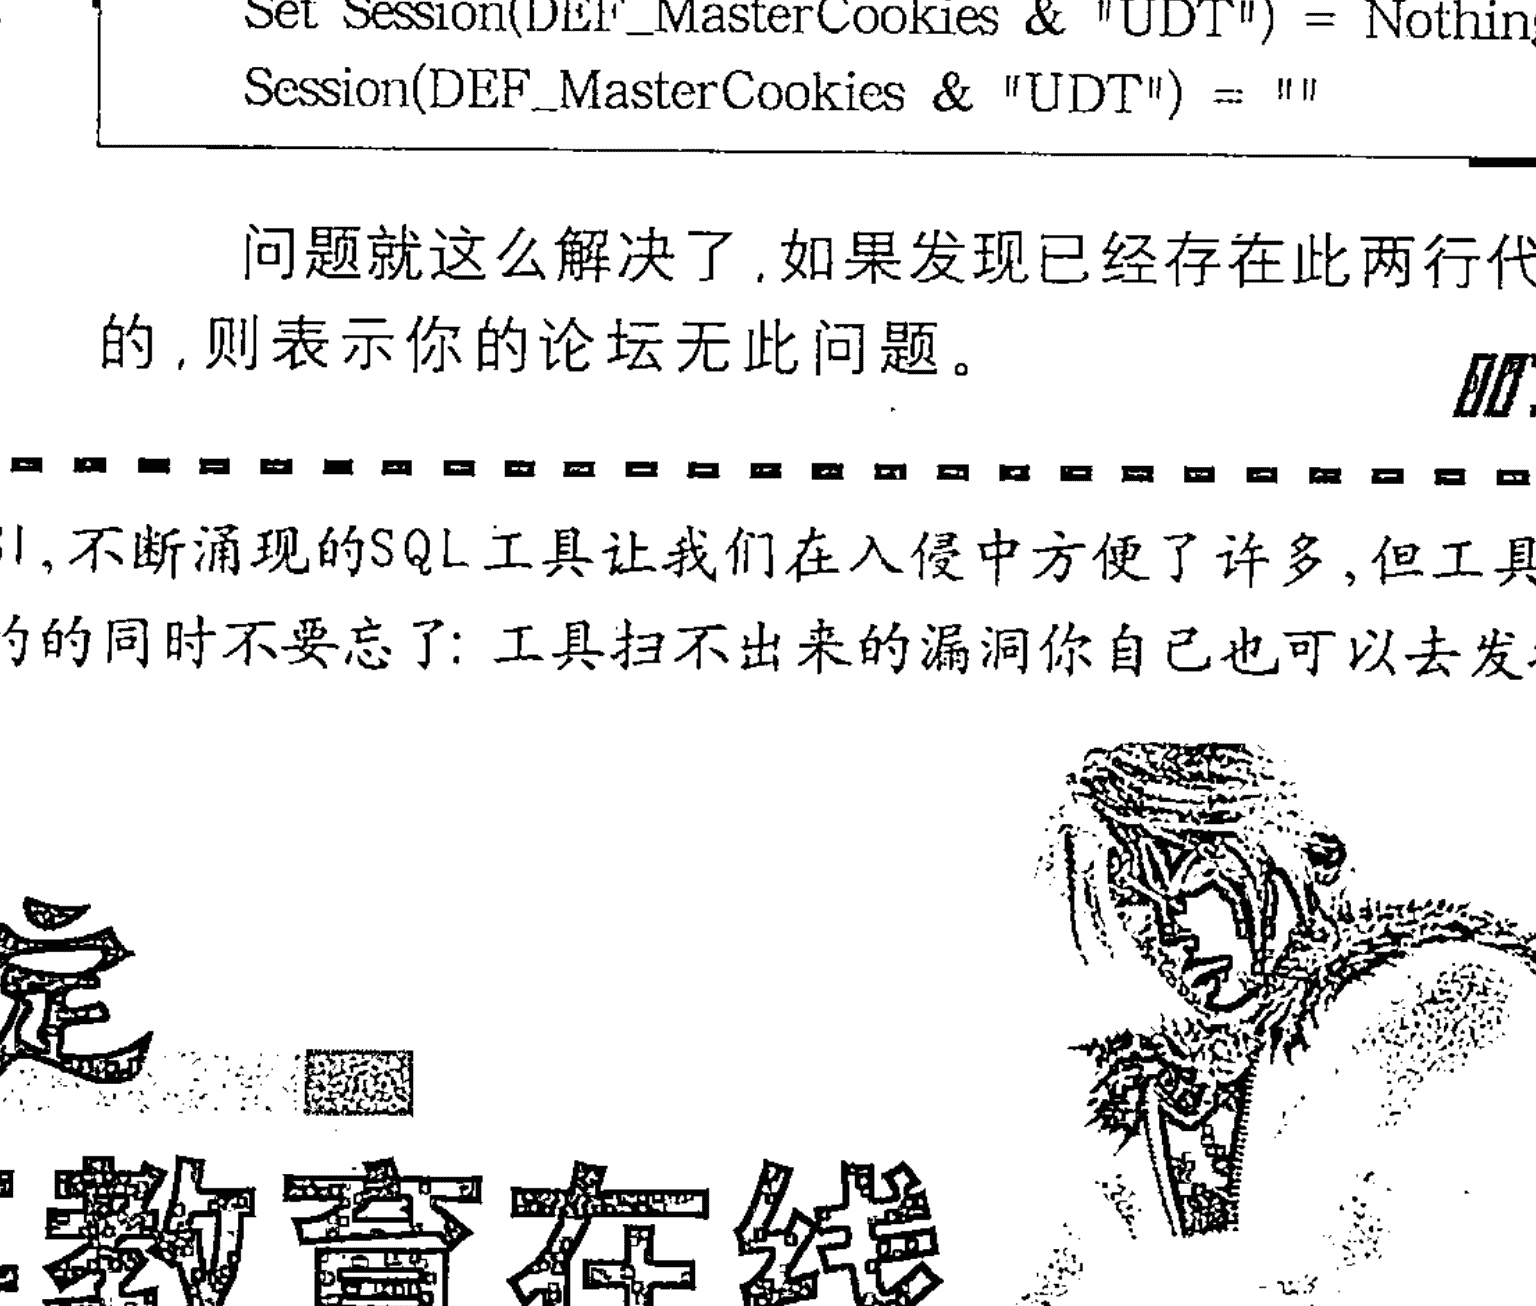 Set Session(DEF_MasterCookies & "UDT") = Nothing
Session(DEF_MasterCookies & "UDT") = ""
问题就这么解决了,如果发现已经存在此两行代
的,则表示你的论坛无此问题。
,不断涌现的SQL工具让我们在入侵中方便了许多,但工具
的同时不要忘了: 工具扫不出来的漏洞你自己也可以去发
定
教育在线